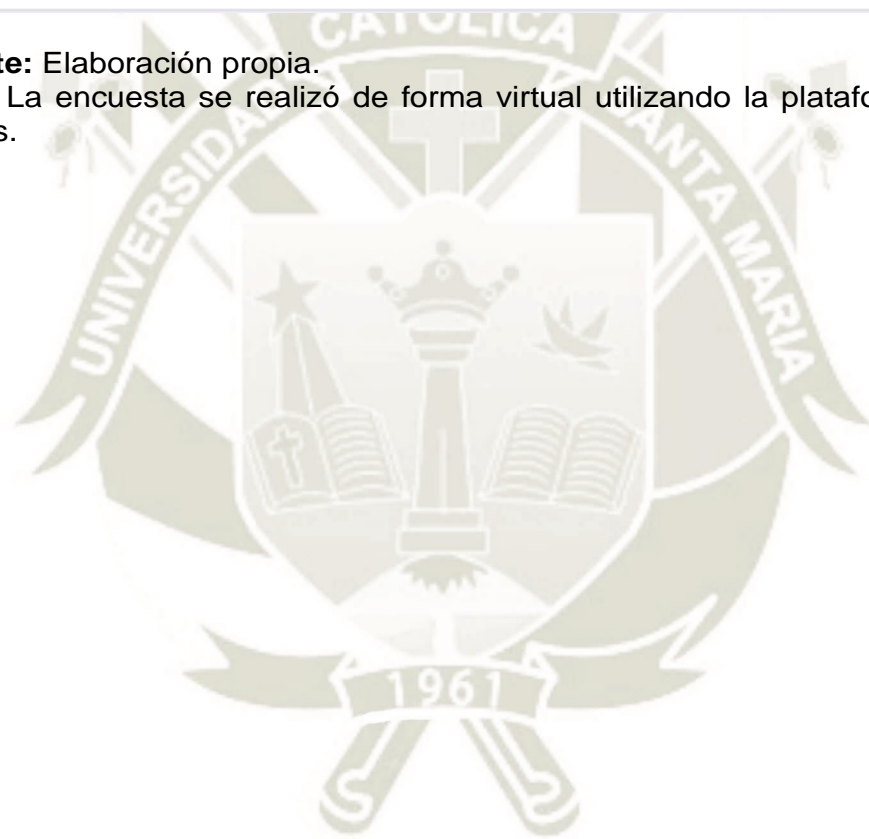 te: Elaboración propia.
La encuesta se realizó de forma virtual utilizando la platafo
s.
UNIVERSIDAD CATOLICA SANTA MARIA
1961